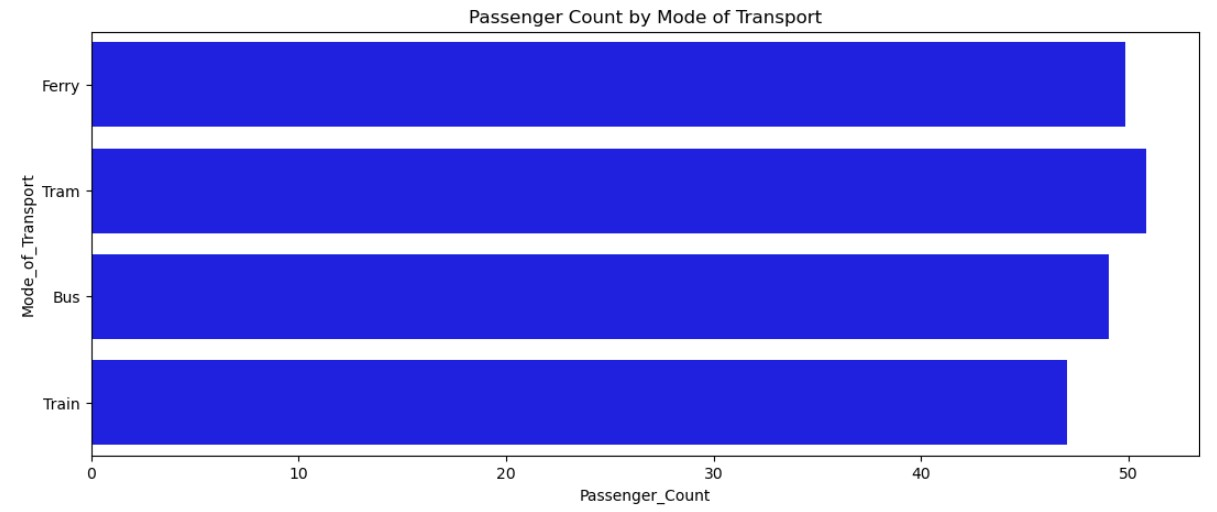 Passenger Count by Mode of Transport
Ferry
Tram
Bus
Train
Mode_of_Transport
0 10 20 30 40 50
Passenger_Count